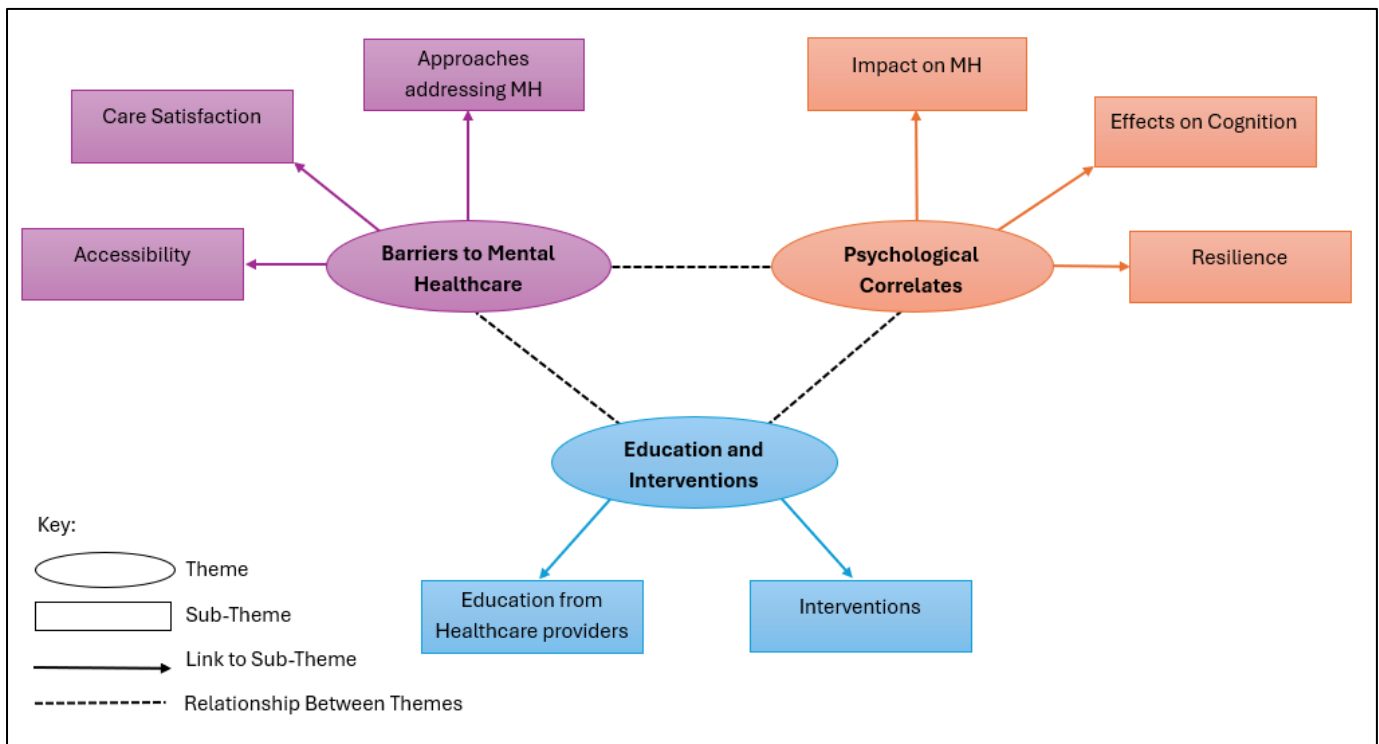 Approaches
addressing MH
Impact on MH
Care Satisfaction
Effects on Cognition
Accessibility
Barriers to Mental
Healthcare
Psychological
Correlates
Resilience
Education and
Interventions
Key:
Theme
Sub-Theme
Link to Sub-Theme
Relationship Between Themes
Education from
Healthcare providers
Interventions